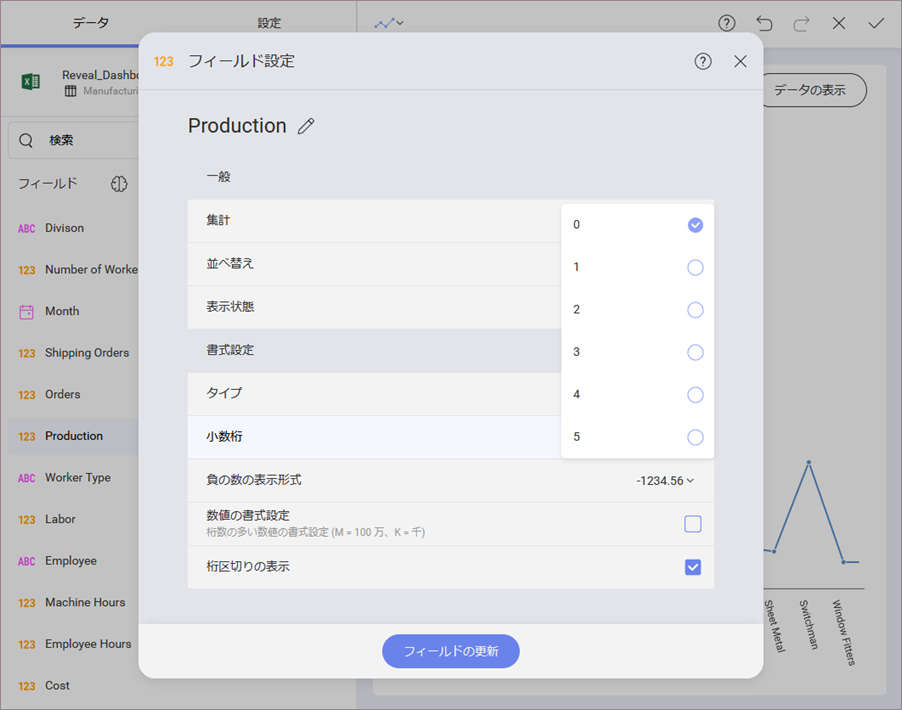 データ
設定
Reveal_Dashbo
Manufacturi
データの表示
検索
フィールド
ABC Divison
123 Number of Worke
Month
123 Shipping Orders
123 Orders
123 Production
ABC Worker Type
123 Labor
ABC Employee
123 Machine Hours
123 Employee Hours
123 Cost
123 フィールド設定
Production
一般
集計
並べ替え
表示状態
書式設定
タイプ
小数桁
0
1
2
3
4
5
負の数の表示形式 -1234.56
数値の書式設定
桁数の多い数値の書式設定 (M = 100 万、K = 千)
桁区切りの表示
フィールドの更新
Sheet Metal
Switchman
Window Fitters